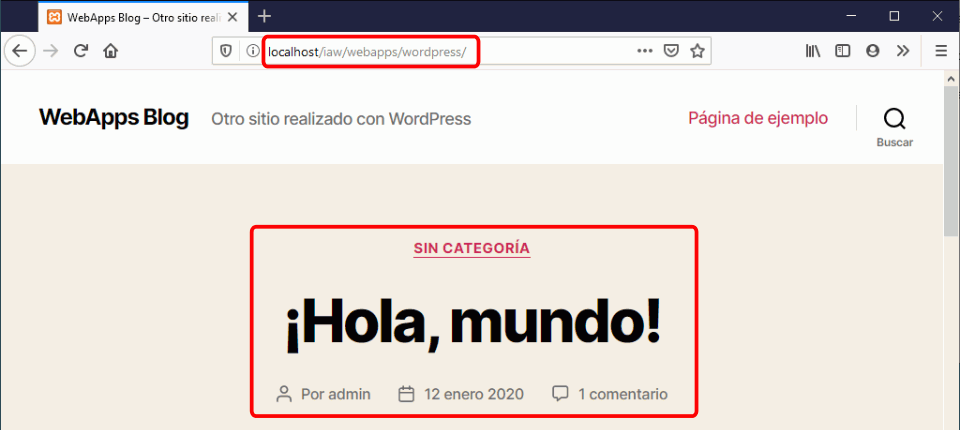 WebApps Blog – Otro sitio reali
localhost/iaw/webapps/wordpress/
WebApps Blog
Otro sitio realizado con WordPress
Página de ejemplo
Buscar
SIN CATEGORÍA
¡Hola, mundo!
Por admin
12 enero 2020
1 comentario